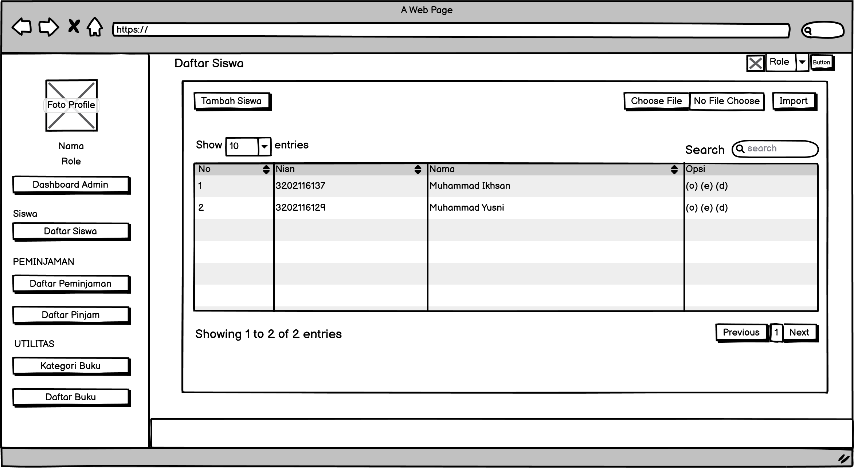 A Web Page
https://
Daftar Siswa
Role
Button
Foto Profile
Nama
Role
Dashboard Admin
Siswa
Daftar Siswa
PEMINJAMAN
Daftar Peminjaman
Daftar Pinjam
UTILITAS
Kategori Buku
Daftar Buku
Tambah Siswa
Choose File No File Choose Import
Show 10 entries
Search search
No Nisn Nama Opsi
1 3202116137 Muhammad Ikhsan (o) (e) (d)
2 3202116129 Muhammad Yusni (o) (e) (d)
Showing 1 to 2 of 2 entries
Previous 1 Next